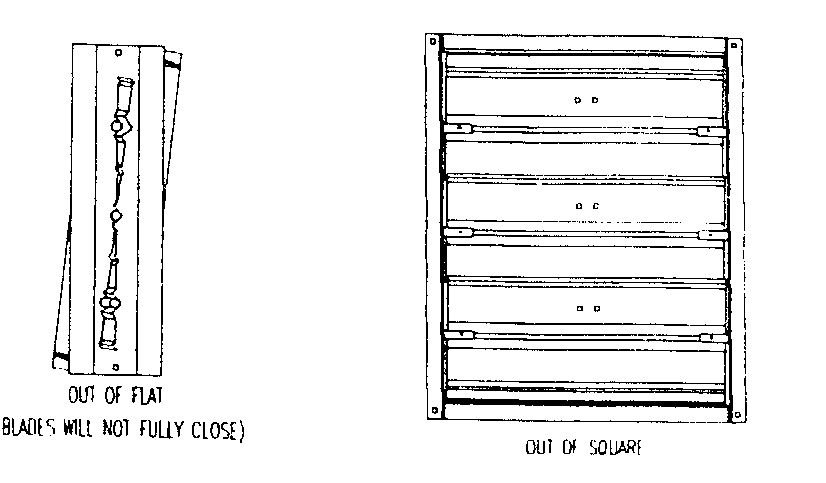 OUT OF FLAT
BLADES WILL NOT FULLY CLOSE)
OUT OF SQUARE